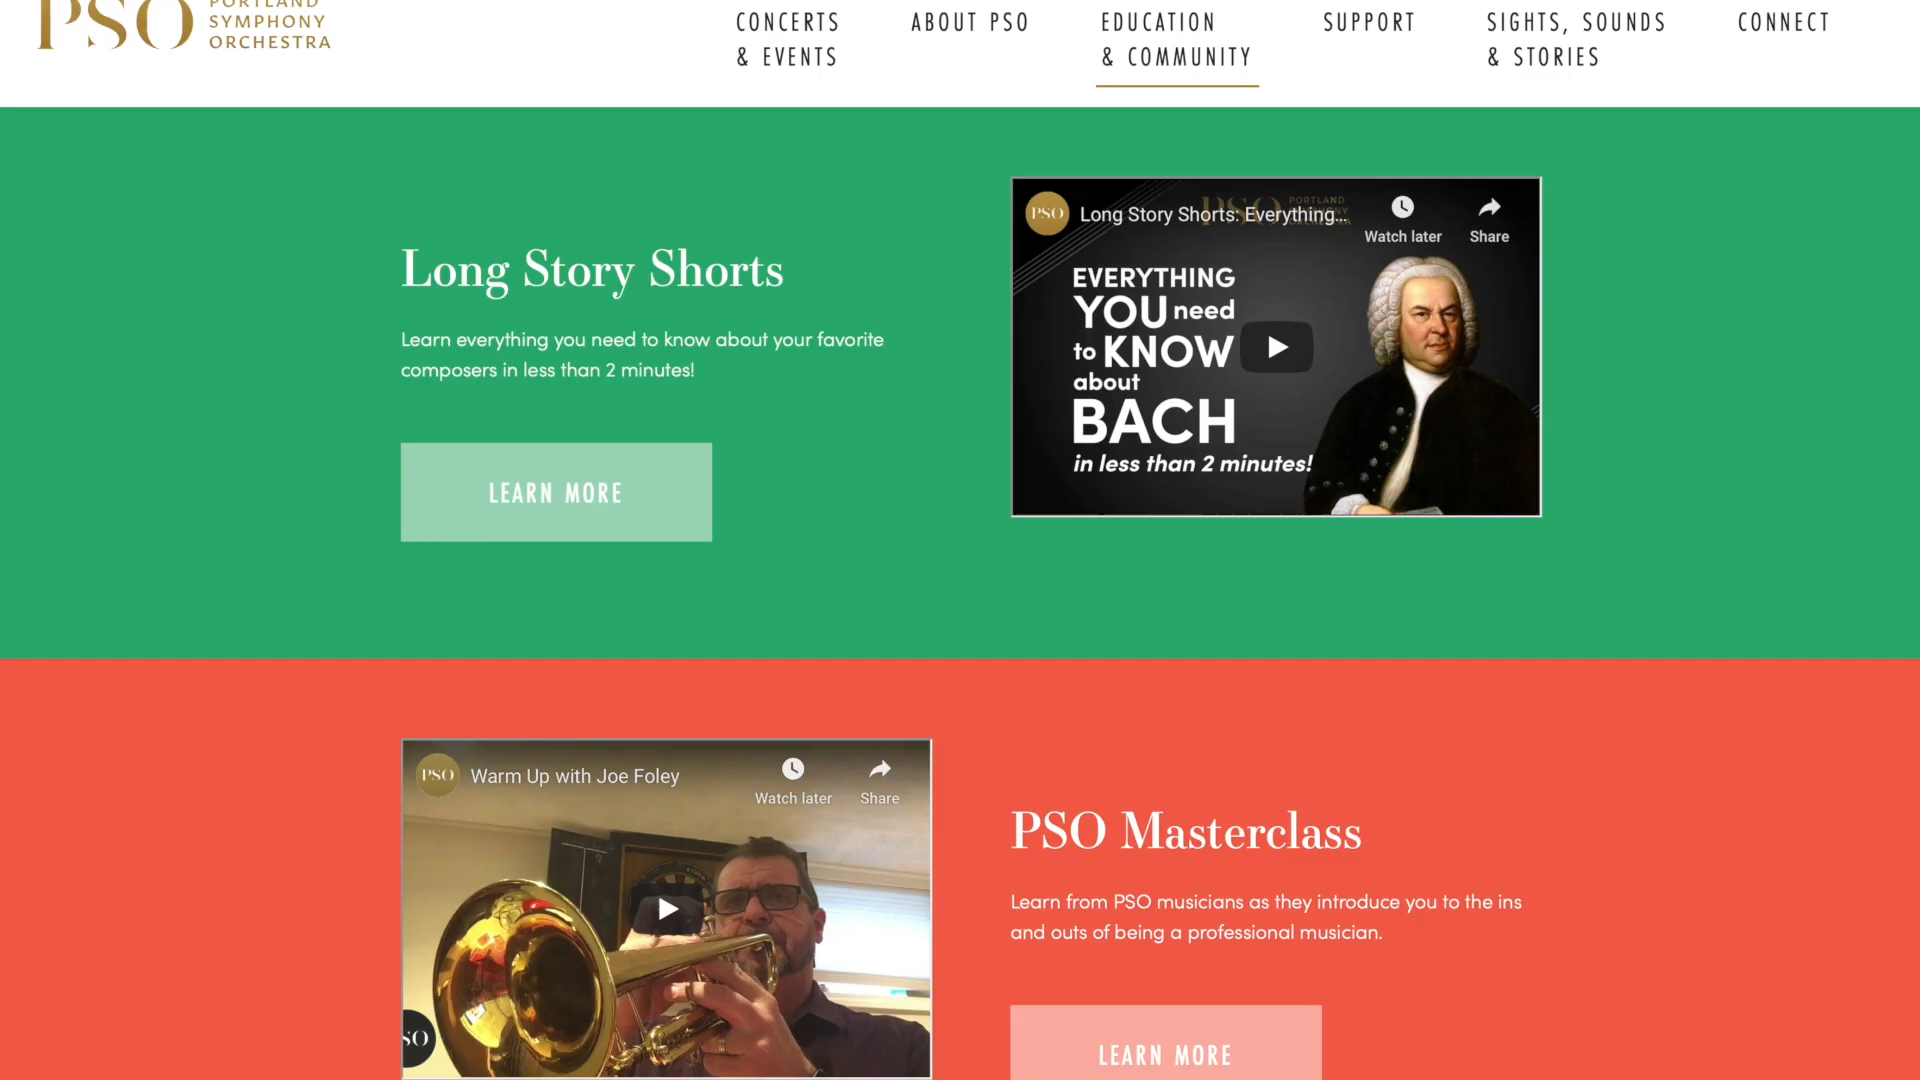 PSO
PORTLAND
SYMPHONY
ORCHESTRA
CONCERTS
& EVENTS
ABOUT PSO
EDUCATION
& COMMUNITY
SUPPORT
SIGHTS, SOUNDS
& STORIES
CONNECT
Long Story Shorts
Learn everything you need to know about your favorite
composers in less than 2 minutes!
LEARN MORE
PSO
Long Story Shorts: Everything...
Watch later
Share
PSO
PORTLAND
EVERYTHING
YOU need
to KNOW
about
BACH
in less than 2 minutes!
PSO
Warm Up with Joe Foley
Watch later
Share
SO
PSO Masterclass
Learn from PSO musicians as they introduce you to the ins
and outs of being a professional musician.
LEARN MORE